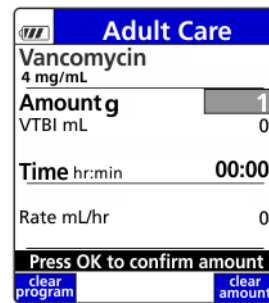 Adult Care
Vancomycin
4 mg/mL
Amount g 1
VTBI mL 0
Time hr:min 00:00
Rate mL/hr 0
Press OK to confirm amount
clear program clear amount